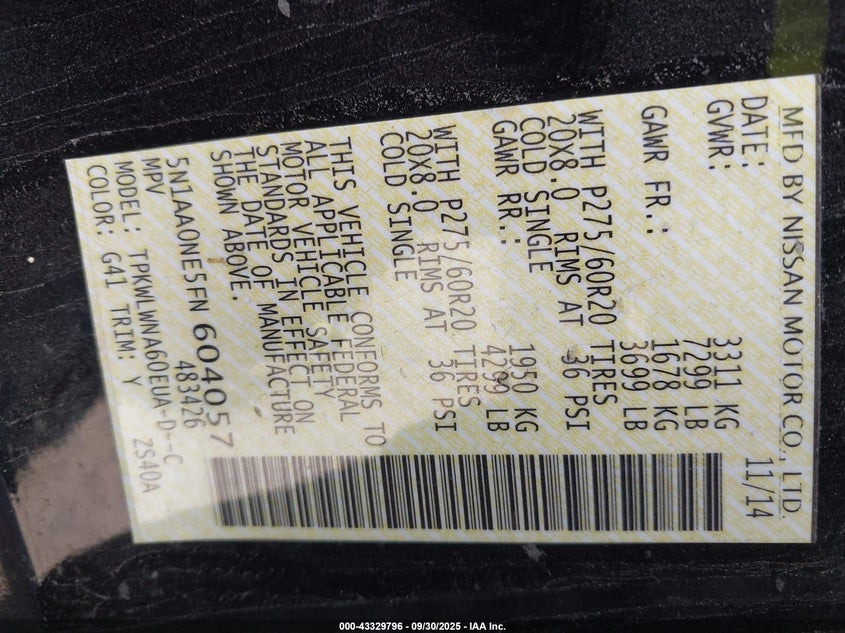 MFD BY NISSAN MOTOR CO., LTD.
DATE: 11/14
GVWR: 3311 KG
7299 LB
GAWR FR.: 1678 KG
3699 LB
WITH P275/60R20 TIRES
20X8.0 RIMS AT 36 PSI
COLD SINGLE
GAWR RR.: 1950 KG
4299 LB
WITH P275/60R20 TIRES
20X8.0 RIMS AT 36 PSI
COLD SINGLE
THIS VEHICLE CONFORMS TO
ALL APPLICABLE FEDERAL
MOTOR VEHICLE SAFETY
STANDARDS IN EFFECT ON
THE DATE OF MANUFACTURE
SHOWN ABOVE.
5N1AA0NE5FN604057
MPV 483426
MODEL: TPKWLWNA60EUA-D--C
COLOR: G41 TRIM: Y ZS40A
000-43329796 - 09/30/2025 - IAA Inc.